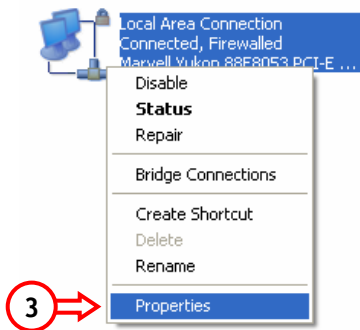 Local Area Connection
Connected, Firewalled
Marvell Yukon 88E8053 PCI-E ...
Disable
Status
Repair
Bridge Connections
Create Shortcut
Delete
Rename
3
Properties